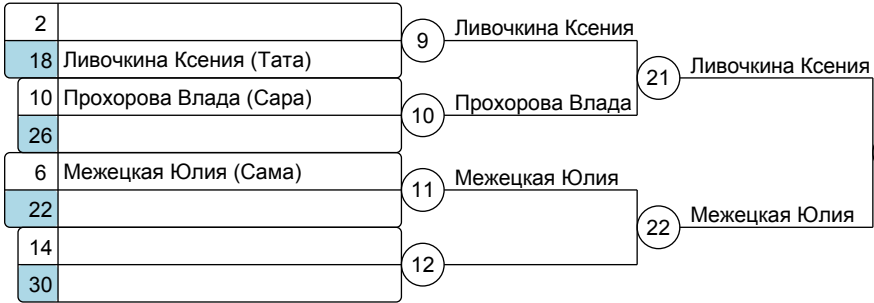 2
18 Ливочкина Ксения (Тата)
10 Прохорова Влада (Сара)
26
6 Межецкая Юлия (Сама)
22
14
30
9 Ливочкина Ксения
10 Прохорова Влада
11 Межецкая Юлия
12
21 Ливочкина Ксения
22 Межецкая Юлия